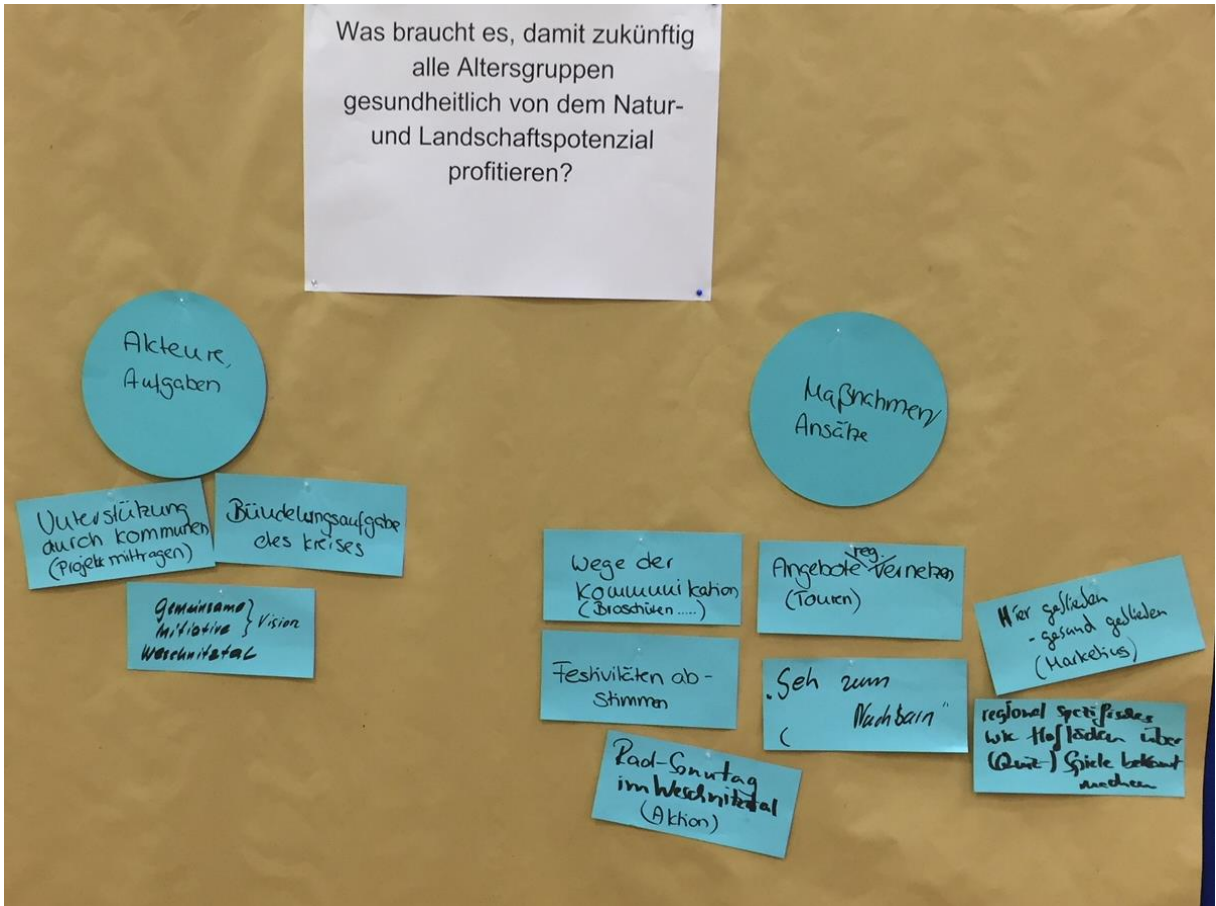 Was braucht es, damit zukünftig
alle Altersgruppen
gesundheitlich von dem Natur-
und Landschaftspotenzial
profitieren?
Akteure,
Aufgaben
Unterstützung
durch Kommunen
(Projekte mittragen)
Bündelungsaufgabe
des Kreises
Gemeinsame
Initiative } Vision
Weschnitztal
Maßnahmen/
Ansätze
Wege der
Kommunikation
(Broschüren.....)
Angebote reg. vernetzen
(Touren)
Hier geblieben
- gesund geblieben
(Marketing)
Festivitäten ab-
stimmen
zum
Nachbarn"
(
regional spezifisches
wie Hofläden über
(Quiz-) Spiele bekannt
machen
Rad-Sonntag
im Weschnitztal
(Aktion)